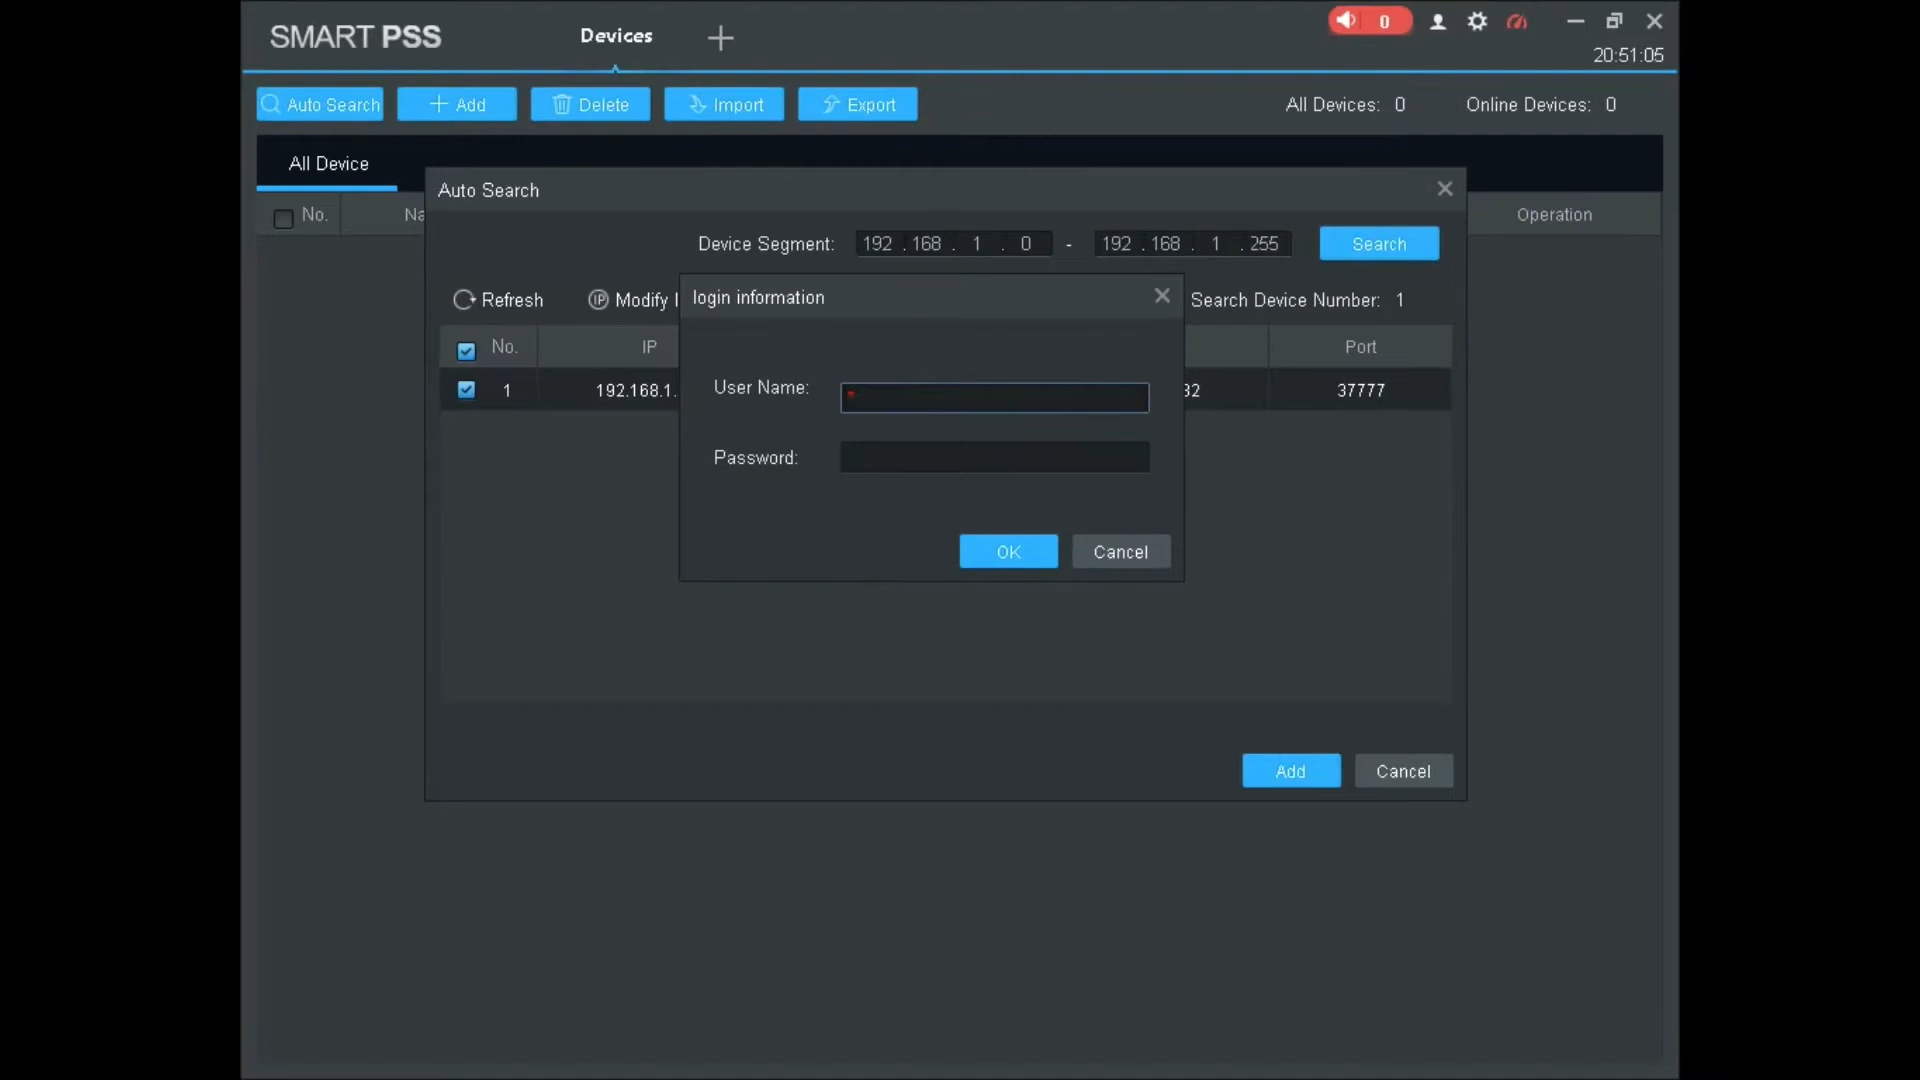 SMART PSS
Devices
0
20:51:05
Auto Search
Add
Delete
Import
Export
All Devices: 0
Online Devices: 0
All Device
No.
Na
Operation
Auto Search
Device Segment: 192 . 168 . 1 . 0 - 192 . 168 . 1 . 255
Search
Refresh
IP Modify I
Search Device Number: 1
No.
IP
Port
1
192.168.1.
32
37777
login information
User Name:
*
Password:
OK
Cancel
Add
Cancel